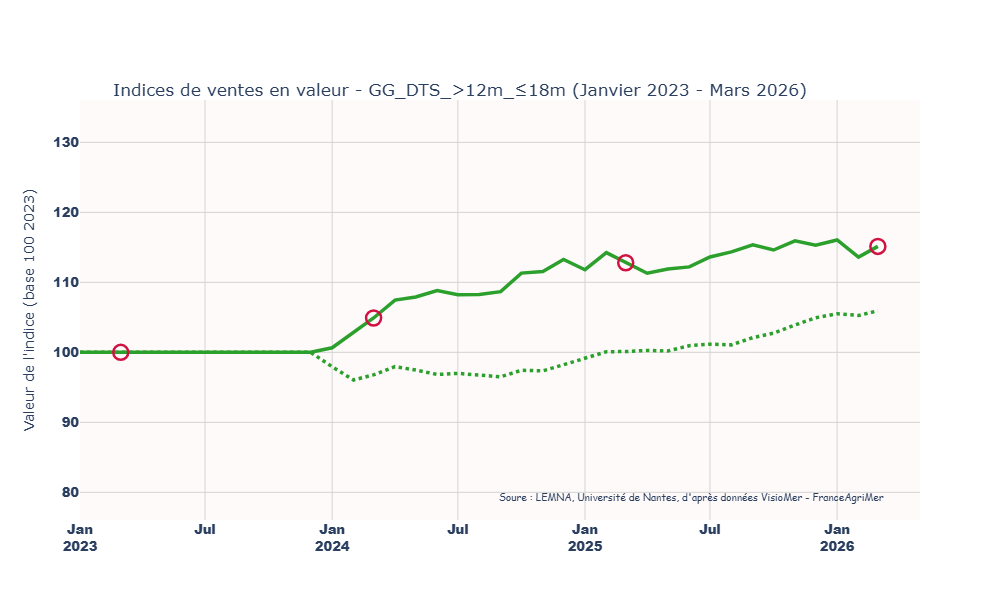 Indices de ventes en valeur - GG_DTS_>12m_≤18m (Janvier 2023 - Mars 2026)
Valeur de l'indice (base 100 2023)
130
120
110
100
90
80
Soure : LEMNA, Université de Nantes, d'après données VisioMer - FranceAgriMer
Jan Jul Jan Jul Jan Jul Jan
2023 2024 2025 2026